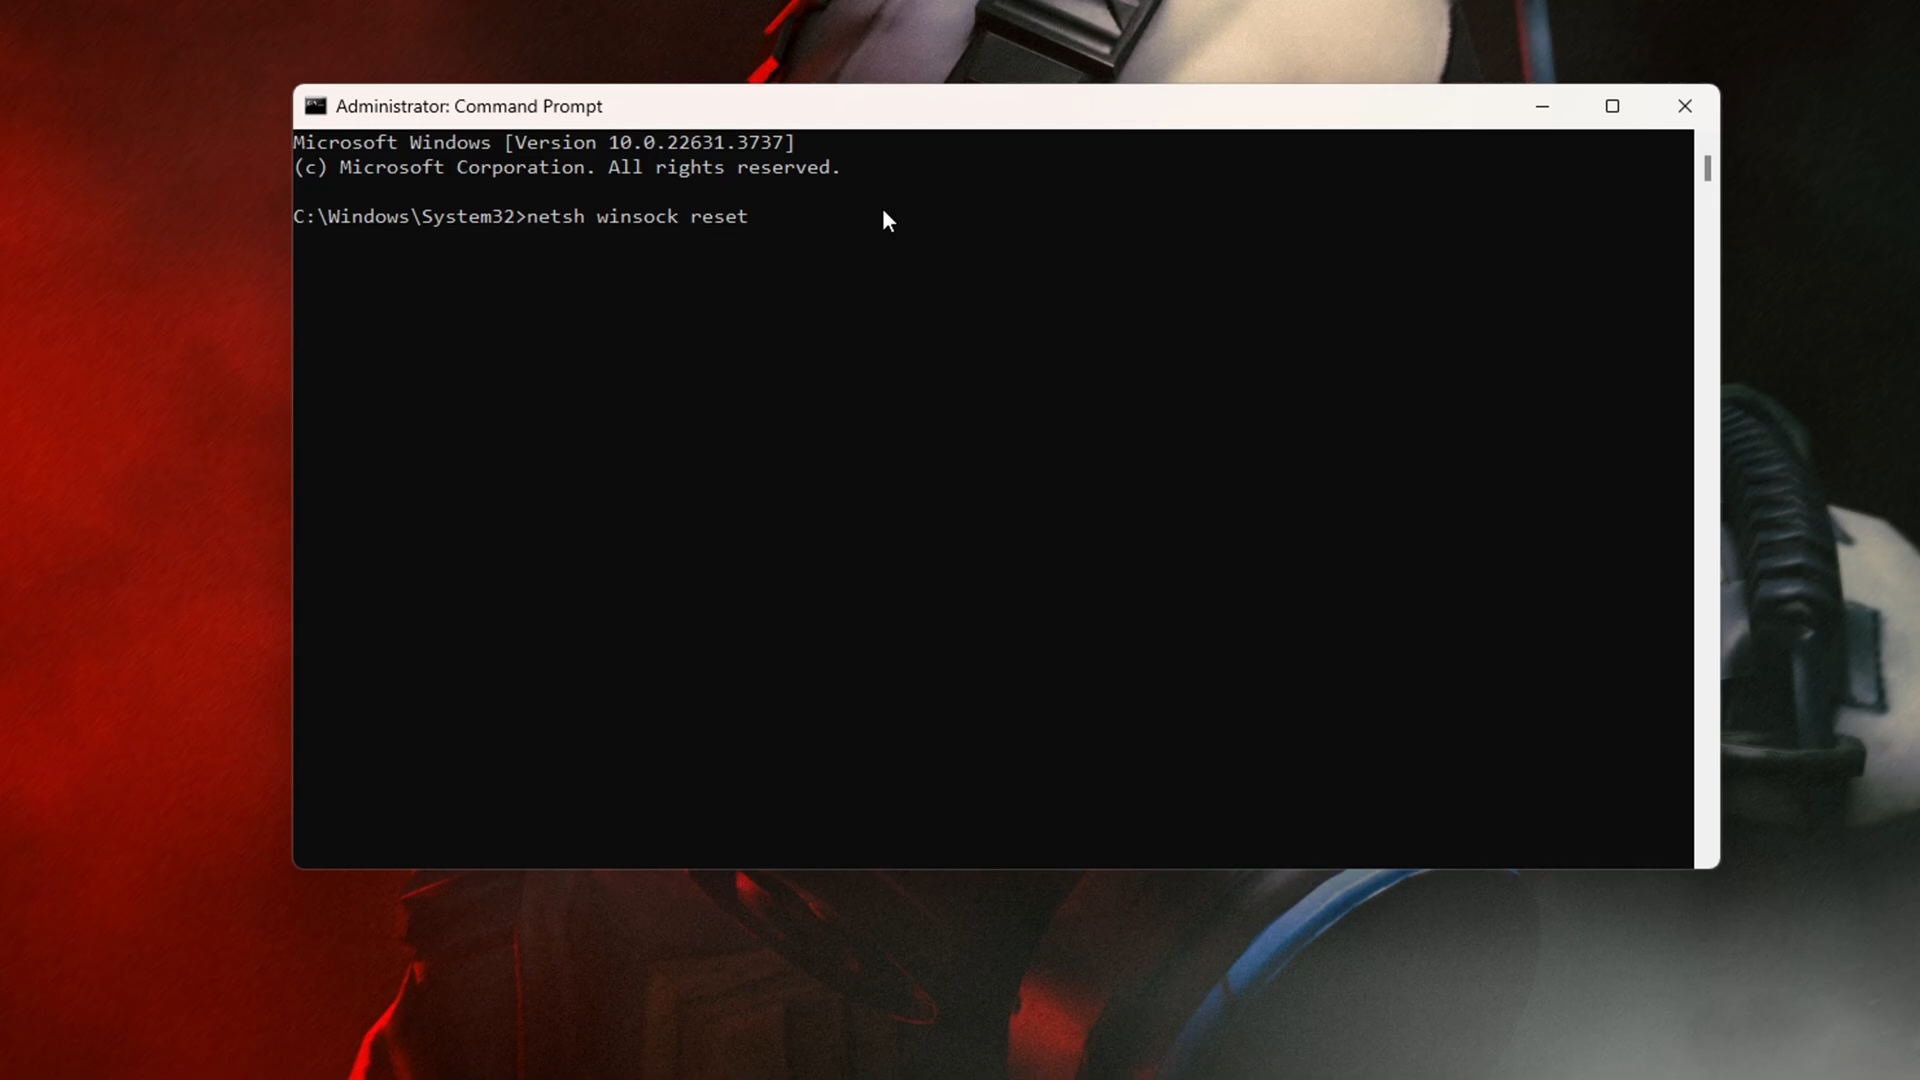 Administrator: Command Prompt
Microsoft Windows [Version 10.0.22631.3737]
(c) Microsoft Corporation. All rights reserved.
C:\Windows\System32>netsh winsock reset